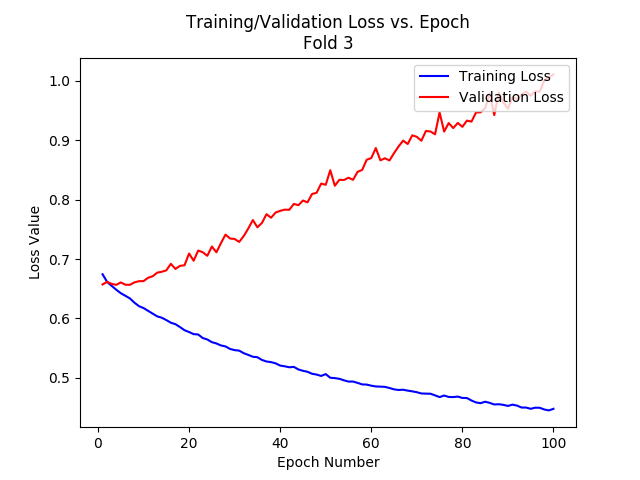 Training/Validation Loss vs. Epoch
Fold 3
Training Loss
Validation Loss
Loss Value
1.0
0.9
0.8
0.7
0.6
0.5
0 20 40 60 80 100
Epoch Number